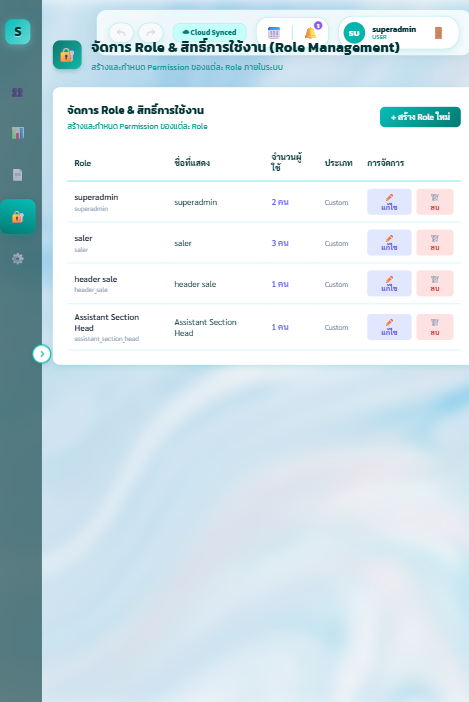 S
Cloud Synced
SU
superadmin
USER
จัดการ Role & สิทธิ์การใช้งาน (Role Management)
สร้างและกำหนด Permission ของแต่ละ Role ภายในระบบ
จัดการ Role & สิทธิ์การใช้งาน
สร้างและกำหนด Permission ของแต่ละ Role
+ สร้าง Role ใหม่
Role ชื่อที่แสดง จำนวนผู้ใช้ ประเภท การจัดการ
superadmin superadmin 2 คน Custom แก้ไข ลบ
superadmin
saler saler 3 คน Custom แก้ไข ลบ
saler
header sale header sale 1 คน Custom แก้ไข ลบ
header_sale
Assistant Section Head Assistant Section Head 1 คน Custom แก้ไข ลบ
assistant_section_head